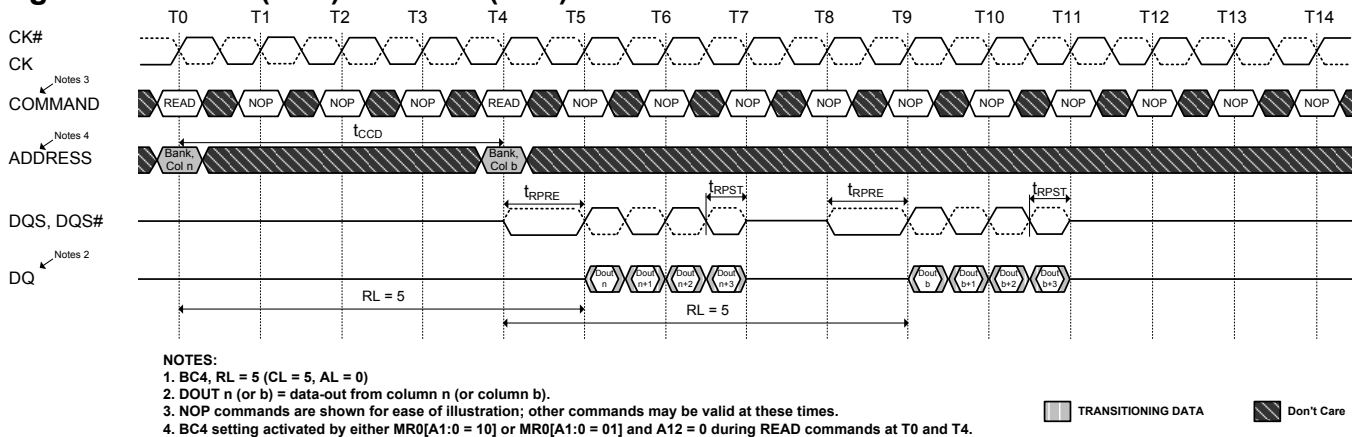 T0 T1 T2 T3 T4 T5 T6 T7 T8 T9 T10 T11 T12 T13 T14
CK#
CK
Notes 3
COMMAND READ NOP NOP NOP READ NOP NOP NOP NOP NOP NOP NOP NOP NOP NOP
tCCD
Notes 4
ADDRESS Bank, Col n Bank, Col b
tRPRE tRPST tRPRE tRPST
DQS, DQS#
Notes 2
DQ Dout n Dout n+1 Dout n+2 Dout n+3 Dout b Dout b+1 Dout b+2 Dout b+3
RL = 5
RL = 5
NOTES:
1. BC4, RL = 5 (CL = 5, AL = 0)
2. DOUT n (or b) = data-out from column n (or column b).
3. NOP commands are shown for ease of illustration; other commands may be valid at these times.
4. BC4 setting activated by either MR0[A1:0 = 10] or MR0[A1:0 = 01] and A12 = 0 during READ commands at T0 and T4.
TRANSITIONING DATA Don't Care